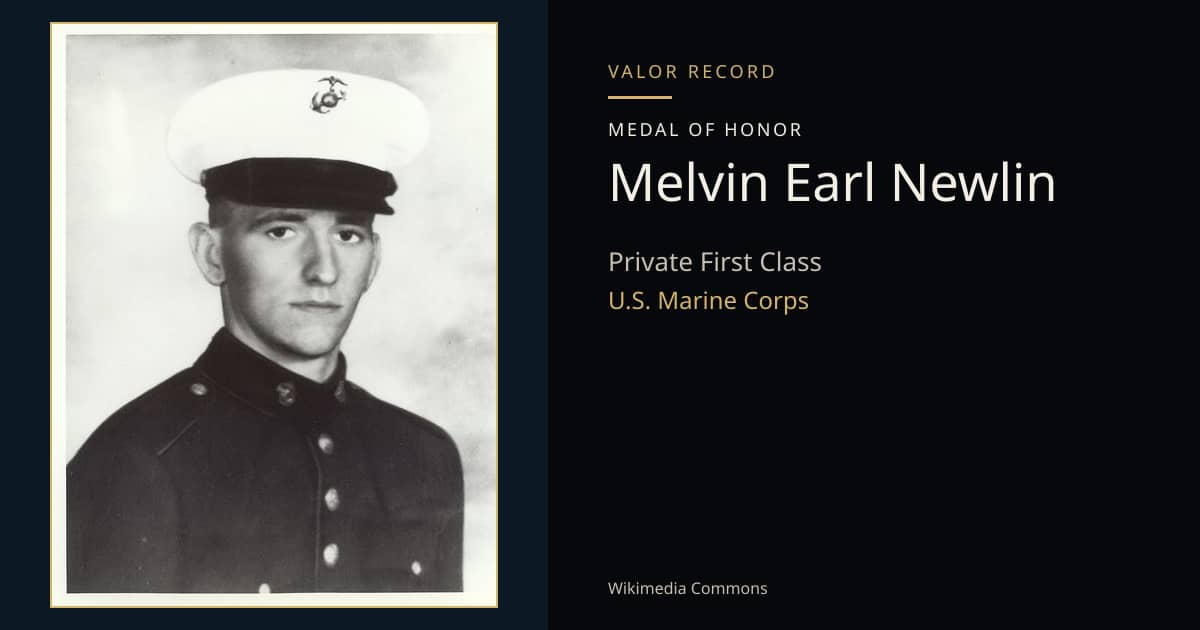 VALOR RECORD
MEDAL OF HONOR
Melvin Earl Newlin
Private First Class
U.S. Marine Corps
Wikimedia Commons